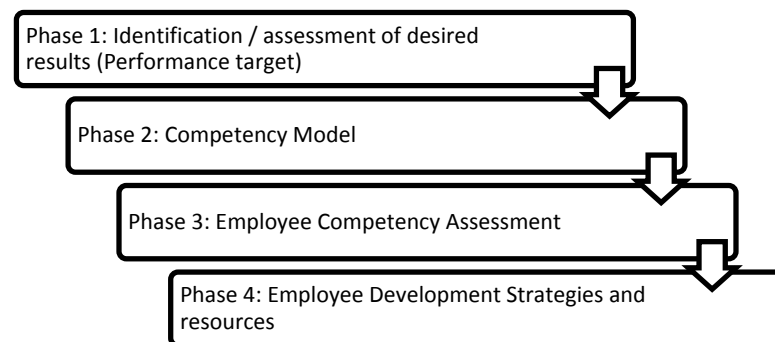 Phase 1: Identification / assessment of desired
results (Performance target)
Phase 2: Competency Model
Phase 3: Employee Competency Assessment
Phase 4: Employee Development Strategies and
resources